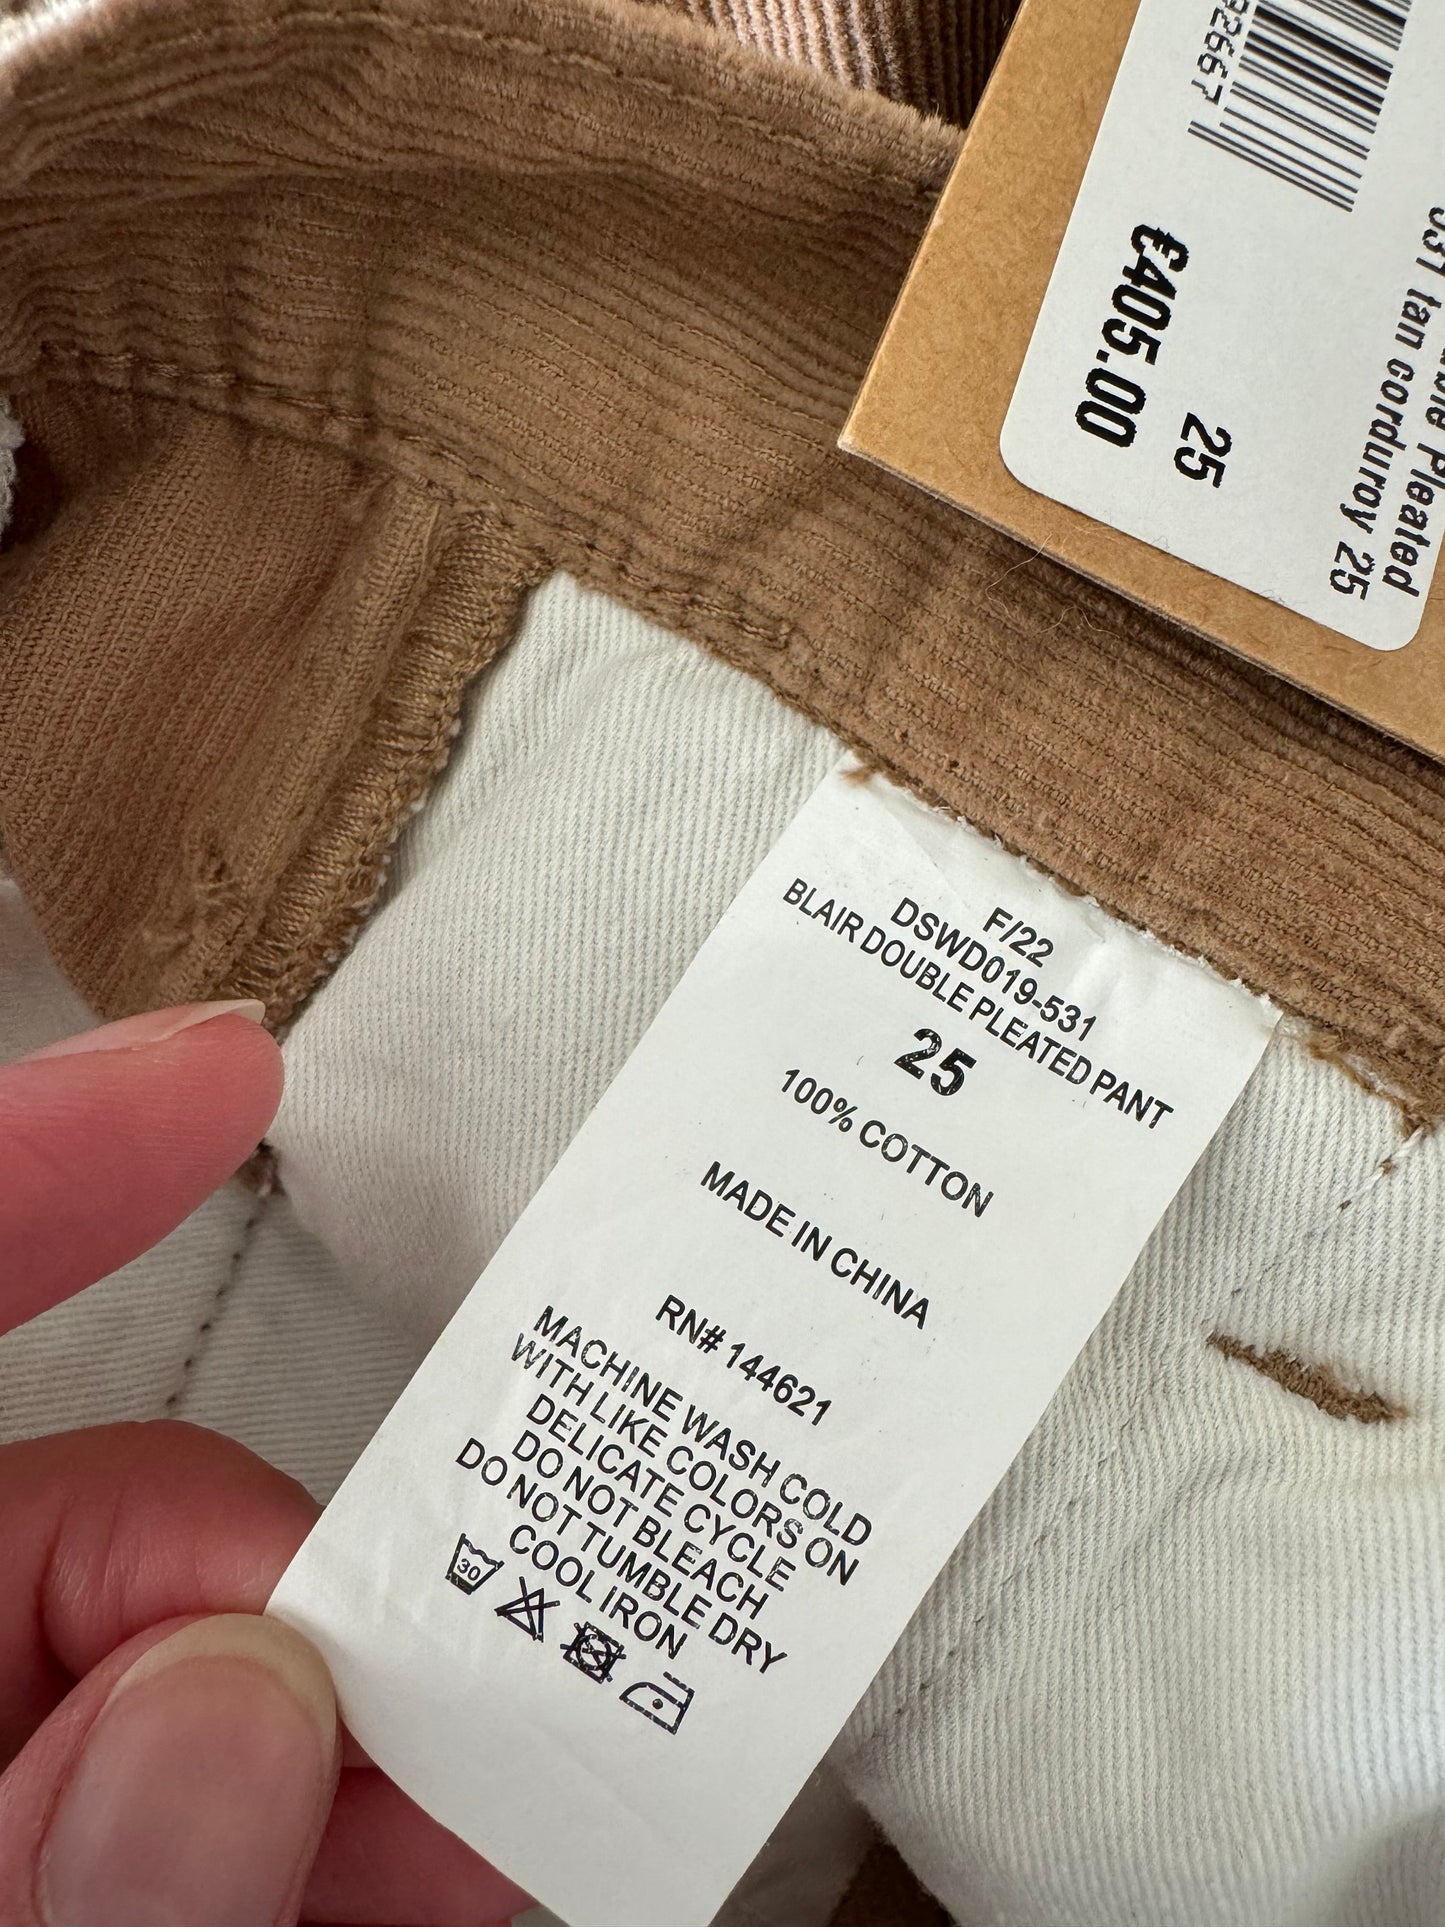 92667
€405.00
25
Pleated
531 tan corduroy 25
F/22
DSWD019-531
BLAIR DOUBLE PLEATED PANT
25
100% COTTON
MADE IN CHINA
RN# 144621
MACHINE WASH COLD
WITH LIKE COLORS ON
DELICATE CYCLE
DO NOT BLEACH
DO NOT TUMBLE DRY
COOL IRON
30